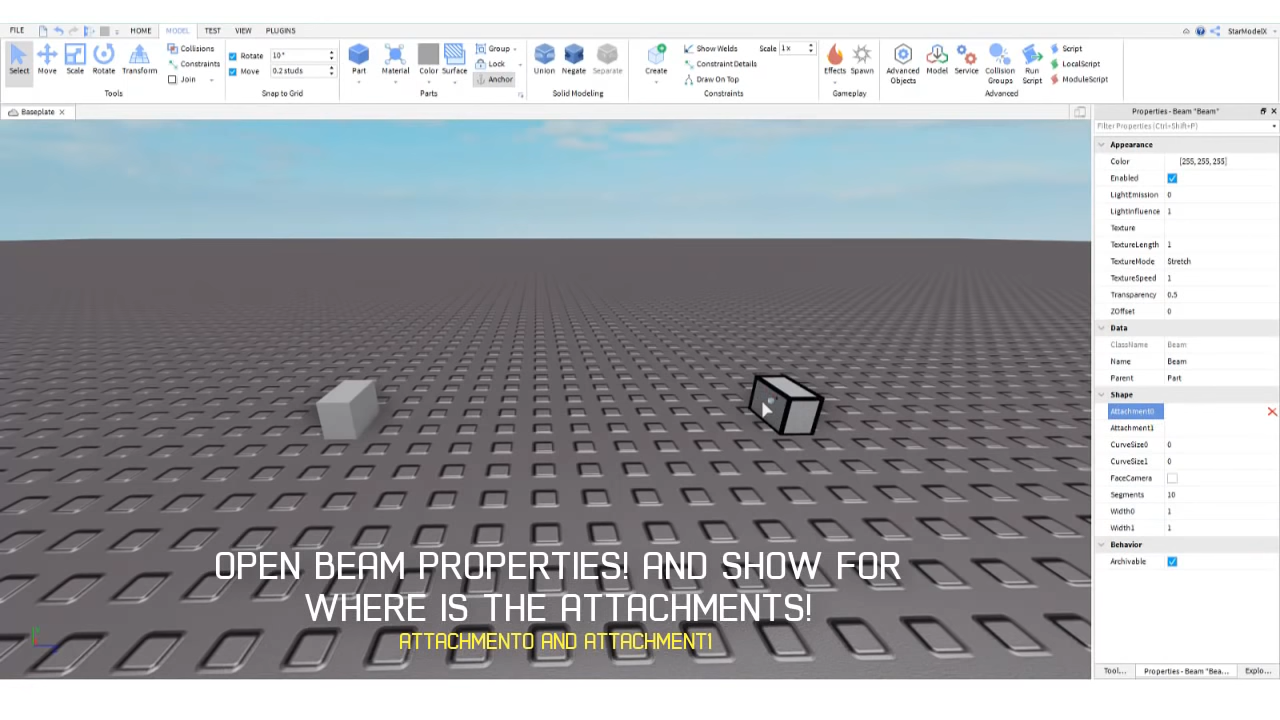 FILE HOME MODEL TEST VIEW PLUGINS StarModelX
Select Move Scale Rotate Transform
Collisions
Constraints
Join
Tools
Rotate 10°
Move 0.2 studs
Snap to Grid
Part Material Color Surface
Group
Lock
Anchor
Parts
Union Negate Separate
Solid Modeling
Create
Show Welds Scale 1x
Constraint Details
Draw On Top
Constraints
Effects Spawn
Gameplay
Advanced Objects
Model Service
Collision Groups
Run Script
Script
LocalScript
ModuleScript
Advanced
Baseplate
Properties - Beam "Beam"
Filter Properties (Ctrl+Shift+P)
Appearance
Color [255, 255, 255]
Enabled
LightEmission 0
LightInfluence 1
Texture
TextureLength 1
TextureMode Stretch
TextureSpeed 1
Transparency 0.5
ZOffset 0
Data
ClassName Beam
Name Beam
Parent Part
Shape
Attachment0
Attachment1
CurveSize0 0
CurveSize1 0
FaceCamera
Segments 10
Width0 1
Width1 1
Behavior
Archivable
OPEN BEAM PROPERTIES! AND SHOW FOR
WHERE IS THE ATTACHMENTS!
ATTACHMENT0 AND ATTACHMENT1
Tool... Properties - Beam "Bea... Explo...